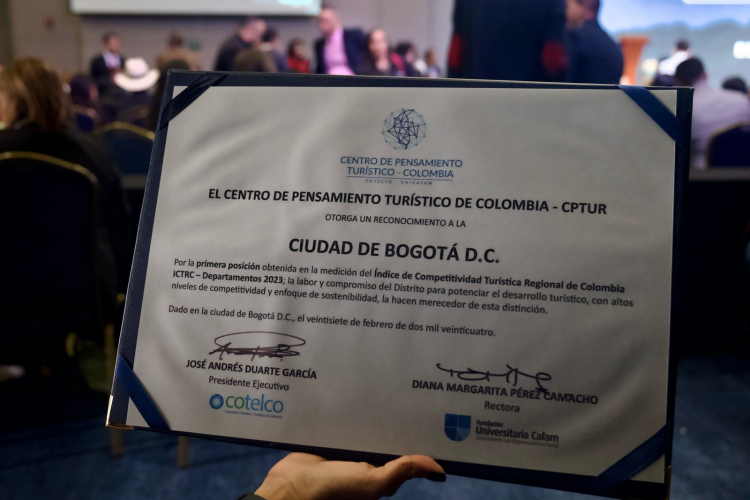 CENTRO DE PENSAMIENTO
TURÍSTICO - COLOMBIA
COTELCO - UNICAFAM
EL CENTRO DE PENSAMIENTO TURÍSTICO DE COLOMBIA - CPTUR
OTORGA UN RECONOCIMIENTO A LA
CIUDAD DE BOGOTÁ D.C.
Por la primera posición obtenida en la medición del Índice de Competitividad Turística Regional de Colombia
ICTRC – Departamentos 2023; la labor y compromiso del Distrito para potenciar el desarrollo turístico, con altos
niveles de competitividad y enfoque de sostenibilidad, la hacen merecedor de esta distinción.
Dado en la ciudad de Bogotá D.C., el veintisiete de febrero de dos mil veinticuatro.
JOSÉ ANDRÉS DUARTE GARCÍA
Presidente Ejecutivo
cotelco
DIANA MARGARITA PÉREZ CAMACHO
Rectora
Fundación
Universitaria Cafam